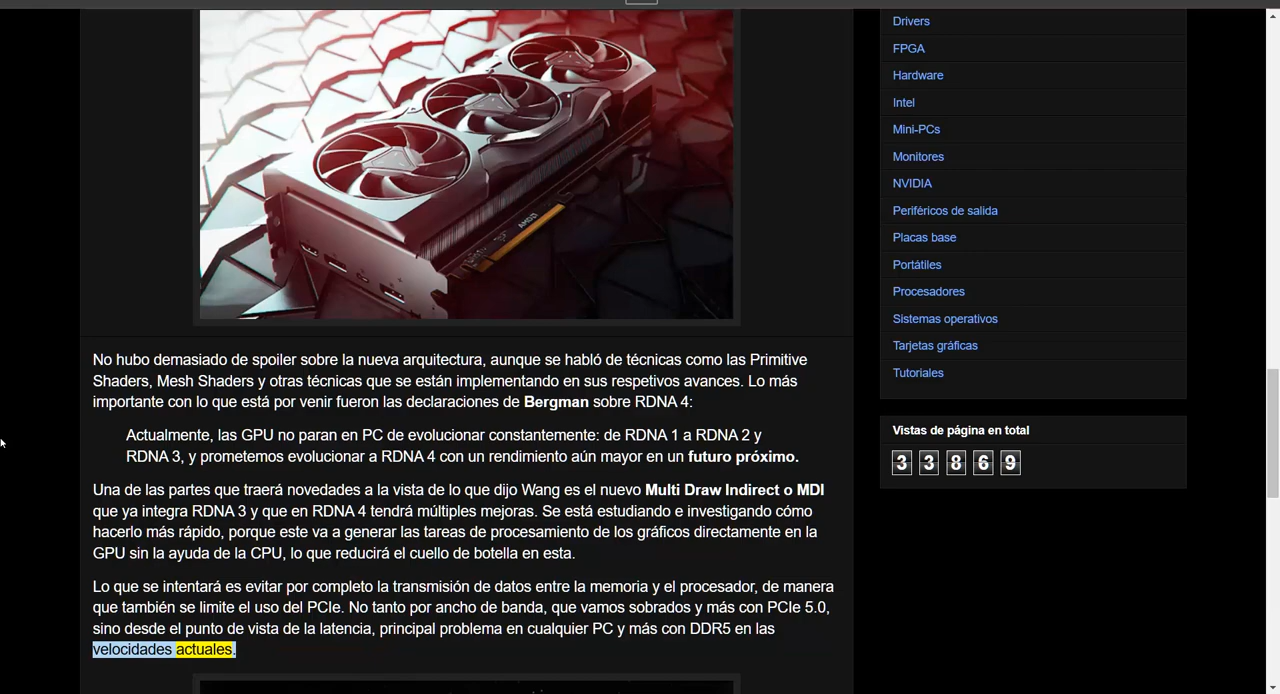 AMD
No hubo demasiado de spoiler sobre la nueva arquitectura, aunque se habló de técnicas como las Primitive
Shaders, Mesh Shaders y otras técnicas que se están implementando en sus respetivos avances. Lo más
importante con lo que está por venir fueron las declaraciones de Bergman sobre RDNA 4:
Actualmente, las GPU no paran en PC de evolucionar constantemente: de RDNA 1 a RDNA 2 y
RDNA 3, y prometemos evolucionar a RDNA 4 con un rendimiento aún mayor en un futuro próximo.
Una de las partes que traerá novedades a la vista de lo que dijo Wang es el nuevo Multi Draw Indirect o MDI
que ya integra RDNA 3 y que en RDNA 4 tendrá múltiples mejoras. Se está estudiando e investigando cómo
hacerlo más rápido, porque este va a generar las tareas de procesamiento de los gráficos directamente en la
GPU sin la ayuda de la CPU, lo que reducirá el cuello de botella en esta.
Lo que se intentará es evitar por completo la transmisión de datos entre la memoria y el procesador, de manera
que también se limite el uso del PCIe. No tanto por ancho de banda, que vamos sobrados y más con PCIe 5.0,
sino desde el punto de vista de la latencia, principal problema en cualquier PC y más con DDR5 en las
velocidades actuales.
Drivers
FPGA
Hardware
Intel
Mini-PCs
Monitores
NVIDIA
Periféricos de salida
Placas base
Portátiles
Procesadores
Sistemas operativos
Tarjetas gráficas
Tutoriales
Vistas de página en total
3 3 8 6 9